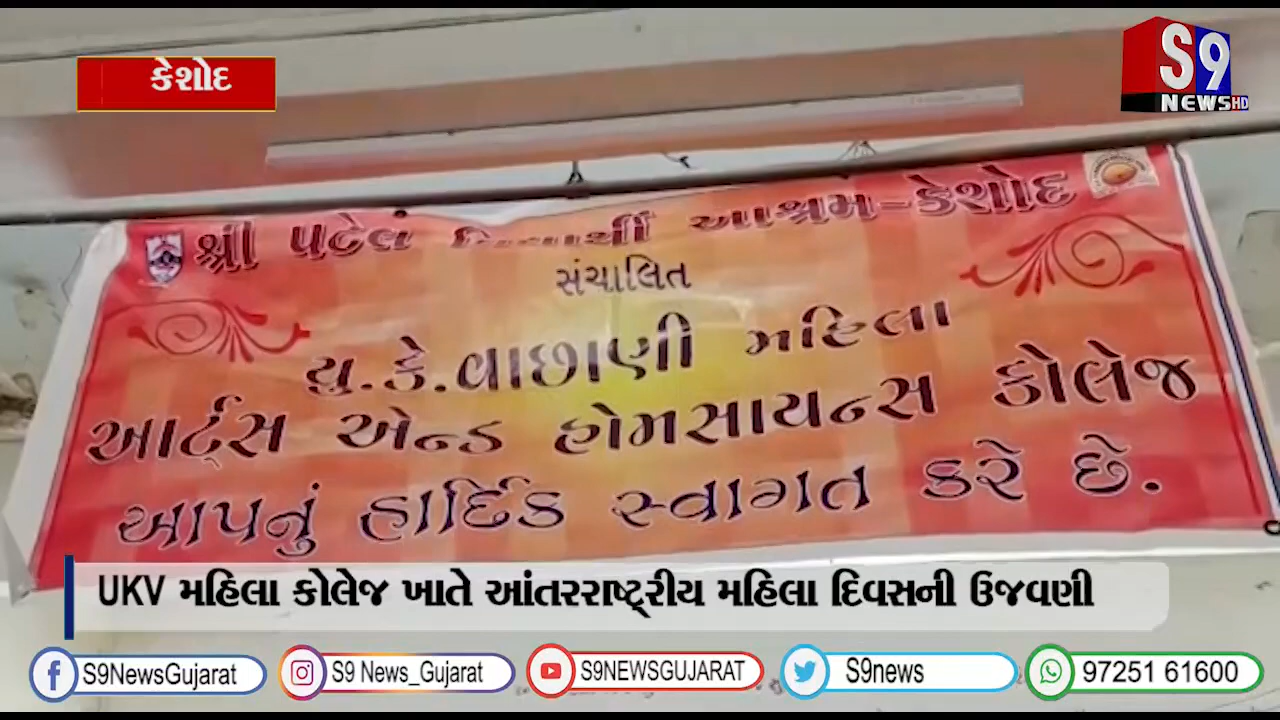 કેશોદ
S9
NEWS HD
શ્રી પટેલ વિદ્યાર્થી આશ્રમ-કેશોદ
સંચાલિત
યુ.કે.વાછાણી મહિલા
આર્ટ્સ એન્ડ હોમસાયન્સ કોલેજ
આપનું હાર્દિક સ્વાગત કરે છે.
UKV મહિલા કોલેજ ખાતે આંતરરાષ્ટ્રીય મહિલા દિવસની ઉજવણી
S9NewsGujarat S9 News_Gujarat S9NEWSGUJARAT S9news 97251 61600